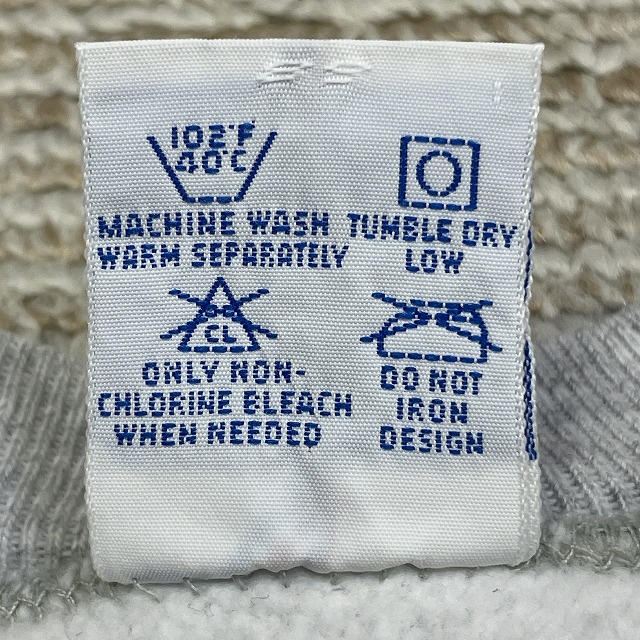 102°F
40°C
MACHINE WASH
WARM SEPARATELY
TUMBLE DRY
LOW
CL
ONLY NON-
CHLORINE BLEACH
WHEN NEEDED
DO NOT
IRON
DESIGN